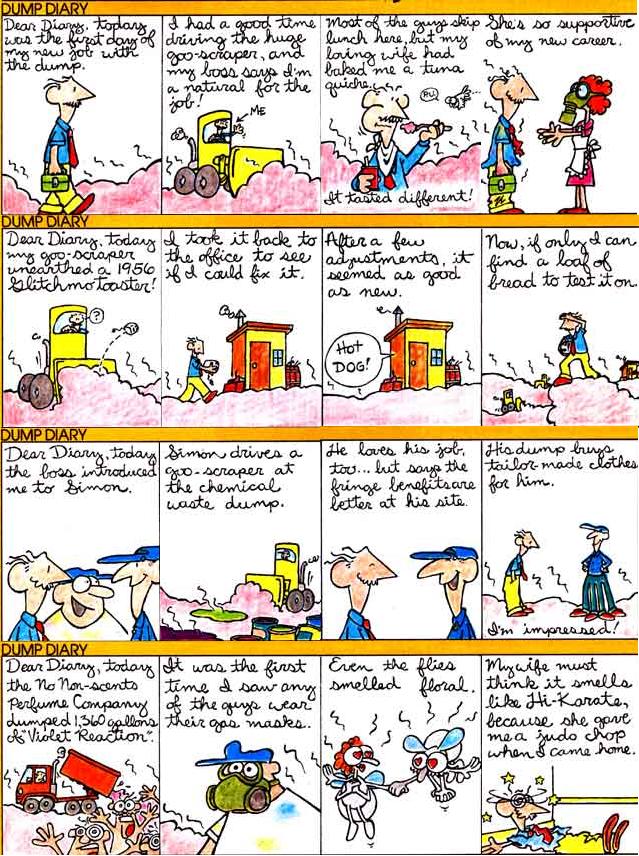 DUMP DIARY
Dear Diary, today
was the first day of
my new job with
the dump.
I had a good time
driving the huge
goo-scraper, and
my boss says I'm
a natural for the
job!
ME
Most of the guys skip
lunch here, but my
loving wife had
baked me a tuna
quiche.
P.U.
It tasted different!
She's so supportive
of my new career.
DUMP DIARY
Dear Diary, today
my goo-scraper
unearthed a 1956
Glitchmo Toaster!
?
I took it back to
the office to see
if I could fix it.
After a few
adjustments, it
seemed as good
as new.
HOT
DOG!
Now, if only I can
find a loaf of
bread to test it on.
DUMP DIARY
Dear Diary, today
the boss introduced
me to Simon.
Simon drives a
goo-scraper at
the chemical
waste dump.
He loves his job,
too... but says the
fringe benefits are
better at his site.
His dump buys
tailor made clothes
for him.
I'm impressed!
DUMP DIARY
Dear Diary, today
the No Non-scents
Perfume Company
dumped 1,360 gallons
of "Violet Reaction".
It was the first
time I saw any
of the guys wear
their gas masks.
Even the flies
smelled floral.
My wife must
think it smells
like Hi-Karate,
because she gave
me a judo chop
when I came home.